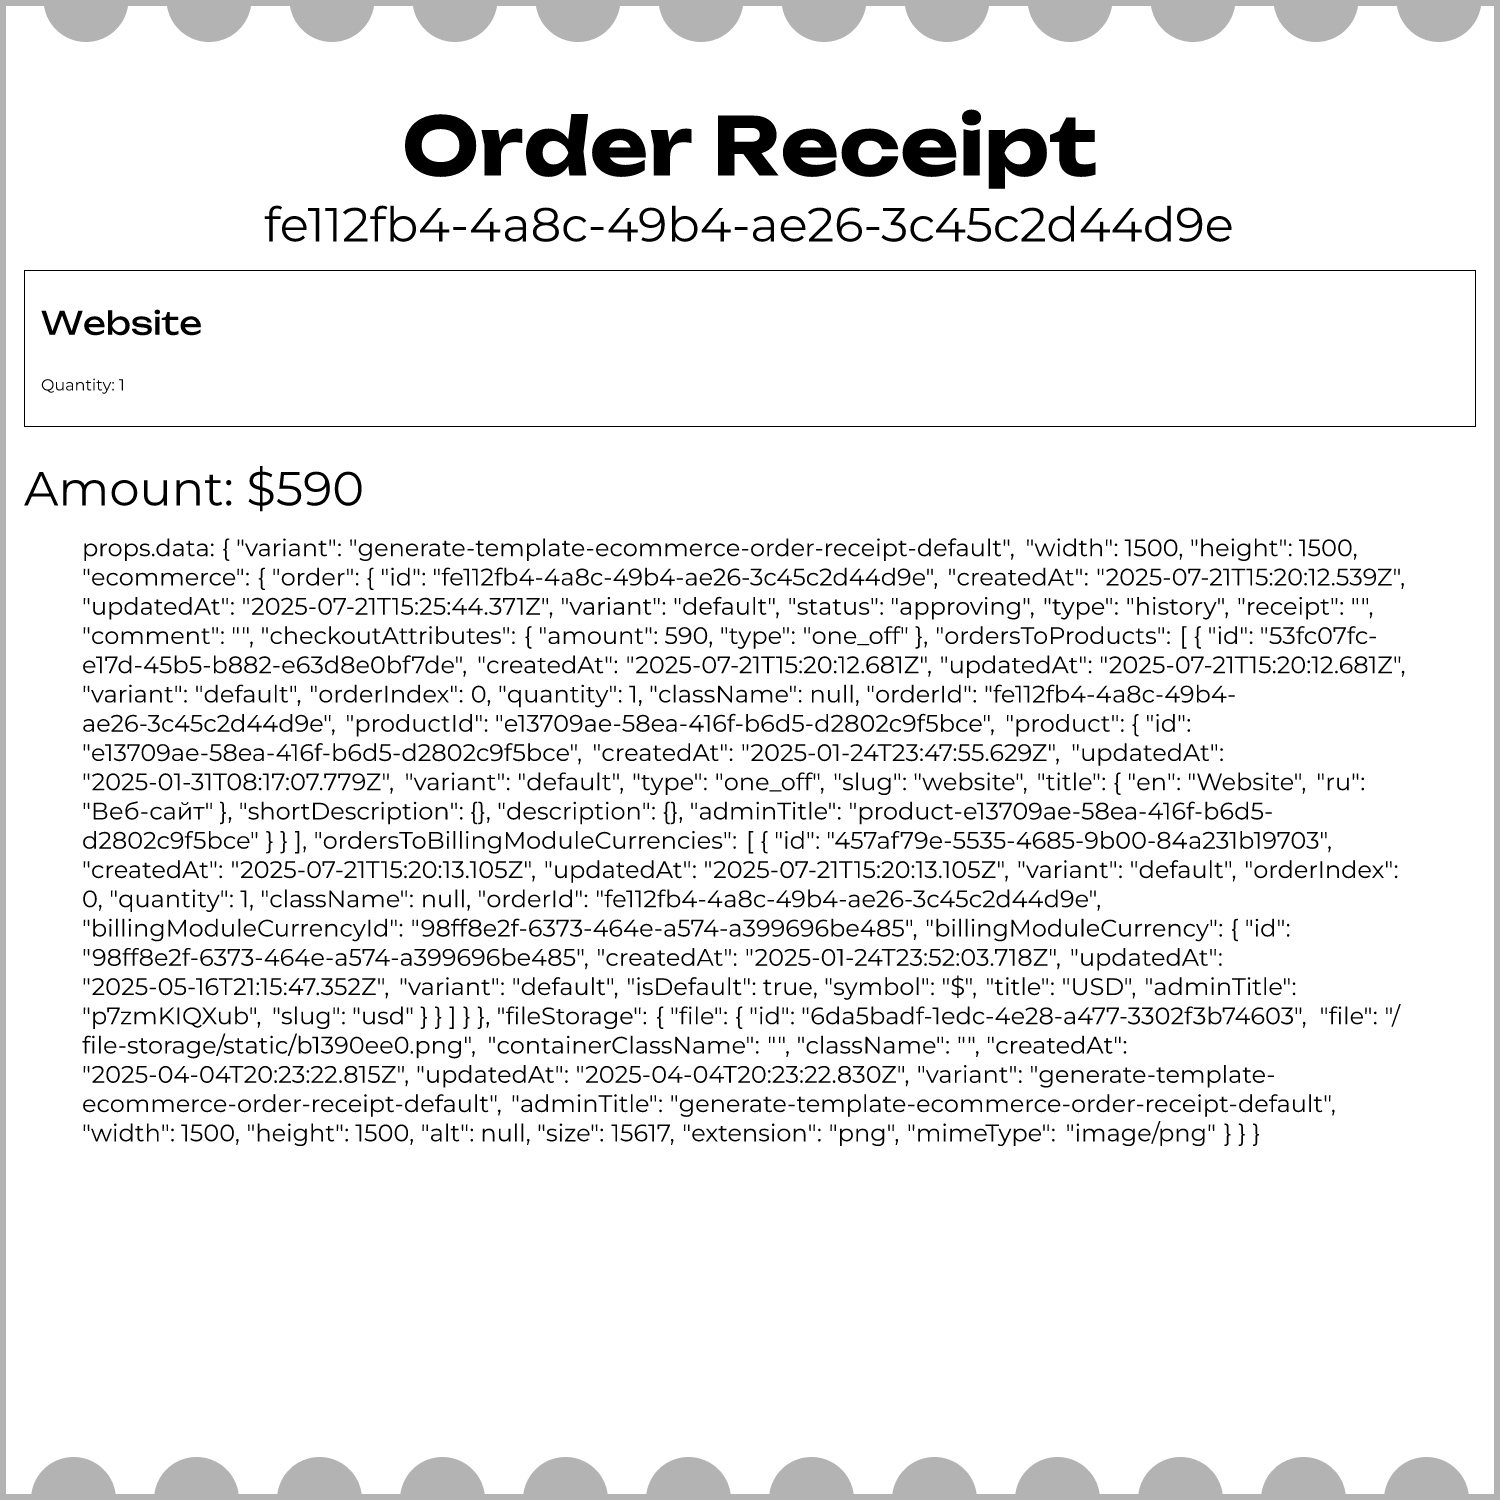 Order Receipt
fe112fb4-4a8c-49b4-ae26-3c45c2d44d9e
Website
Quantity: 1
Amount: $590
props.data: { "variant": "generate-template-ecommerce-order-receipt-default", "width": 1500, "height": 1500,
"ecommerce": { "order": { "id": "fe112fb4-4a8c-49b4-ae26-3c45c2d44d9e", "createdAt": "2025-07-21T15:20:12.539Z",
"updatedAt": "2025-07-21T15:25:44.371Z", "variant": "default", "status": "approving", "type": "history", "receipt": "",
"comment": "", "checkoutAttributes": { "amount": 590, "type": "one_off" }, "ordersToProducts": [ { "id": "53fc07fc-
e17d-45b5-b882-e63d8e0bf7de", "createdAt": "2025-07-21T15:20:12.681Z", "updatedAt": "2025-07-21T15:20:12.681Z",
"variant": "default", "orderIndex": 0, "quantity": 1, "className": null, "orderId": "fe112fb4-4a8c-49b4-
ae26-3c45c2d44d9e", "productId": "e13709ae-58ea-416f-b6d5-d2802c9f5bce", "product": { "id":
"e13709ae-58ea-416f-b6d5-d2802c9f5bce", "createdAt": "2025-01-24T23:47:55.629Z", "updatedAt":
"2025-01-31T08:17:07.779Z", "variant": "default", "type": "one_off", "slug": "website", "title": { "en": "Website", "ru":
"Веб-сайт" }, "shortDescription": {}, "description": {}, "adminTitle": "product-e13709ae-58ea-416f-b6d5-
d2802c9f5bce" } } ], "ordersToBillingModuleCurrencies": [ { "id": "457af79e-5535-4685-9b00-84a231b19703",
"createdAt": "2025-07-21T15:20:13.105Z", "updatedAt": "2025-07-21T15:20:13.105Z", "variant": "default", "orderIndex":
0, "quantity": 1, "className": null, "orderId": "fe112fb4-4a8c-49b4-ae26-3c45c2d44d9e",
"billingModuleCurrencyId": "98ff8e2f-6373-464e-a574-a399696be485", "billingModuleCurrency": { "id":
"98ff8e2f-6373-464e-a574-a399696be485", "createdAt": "2025-01-24T23:52:03.718Z", "updatedAt":
"2025-05-16T21:15:47.352Z", "variant": "default", "isDefault": true, "symbol": "$", "title": "USD", "adminTitle":
"p7zmKIQXub", "slug": "usd" } } ] } }, "fileStorage": { "file": { "id": "6da5badf-1edc-4e28-a477-3302f3b74603", "file": "/
file-storage/static/b1390ee0.png", "containerClassName": "", "className": "", "createdAt":
"2025-04-04T20:23:22.815Z", "updatedAt": "2025-04-04T20:23:22.830Z", "variant": "generate-template-
ecommerce-order-receipt-default", "adminTitle": "generate-template-ecommerce-order-receipt-default",
"width": 1500, "height": 1500, "alt": null, "size": 15617, "extension": "png", "mimeType": "image/png" } } }